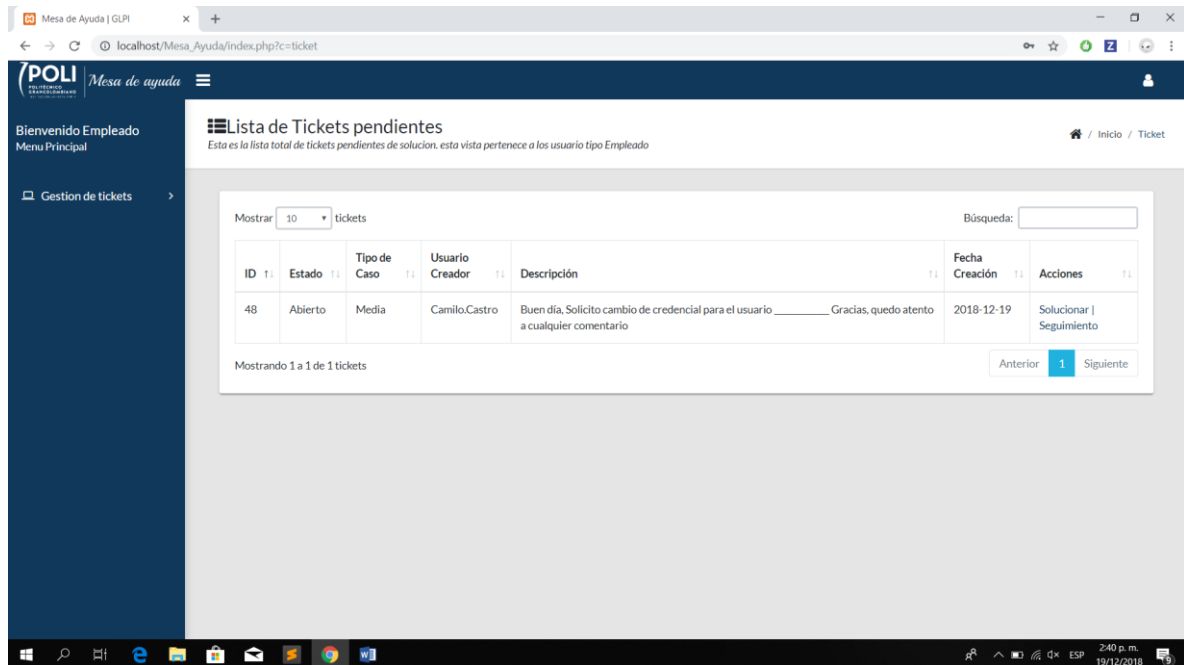 Mesa de Ayuda | GLPI
localhost/Mesa_Ayuda/index.php?c=ticket
Z
POLI
POLITÉCNICO
GRANCOLOMBIANO
Mesa de ayuda
Bienvenido Empleado
Menu Principal
Gestion de tickets
Lista de Tickets pendientes
Esta es la lista total de tickets pendientes de solucion. esta vista pertenece a los usuario tipo Empleado
Inicio / Ticket
Mostrar 10 tickets
Búsqueda:
ID Estado Tipo de Caso Usuario Creador Descripción Fecha Creación Acciones
48 Abierto Media Camilo.Castro Buen día, Solicito cambio de credencial para el usuario ___________ Gracias, quedo atento 2018-12-19 Solucionar |
a cualquier comentario Seguimiento
Mostrando 1 a 1 de 1 tickets
Anterior 1 Siguiente
ESP
2:40 p. m.
19/12/2018
9